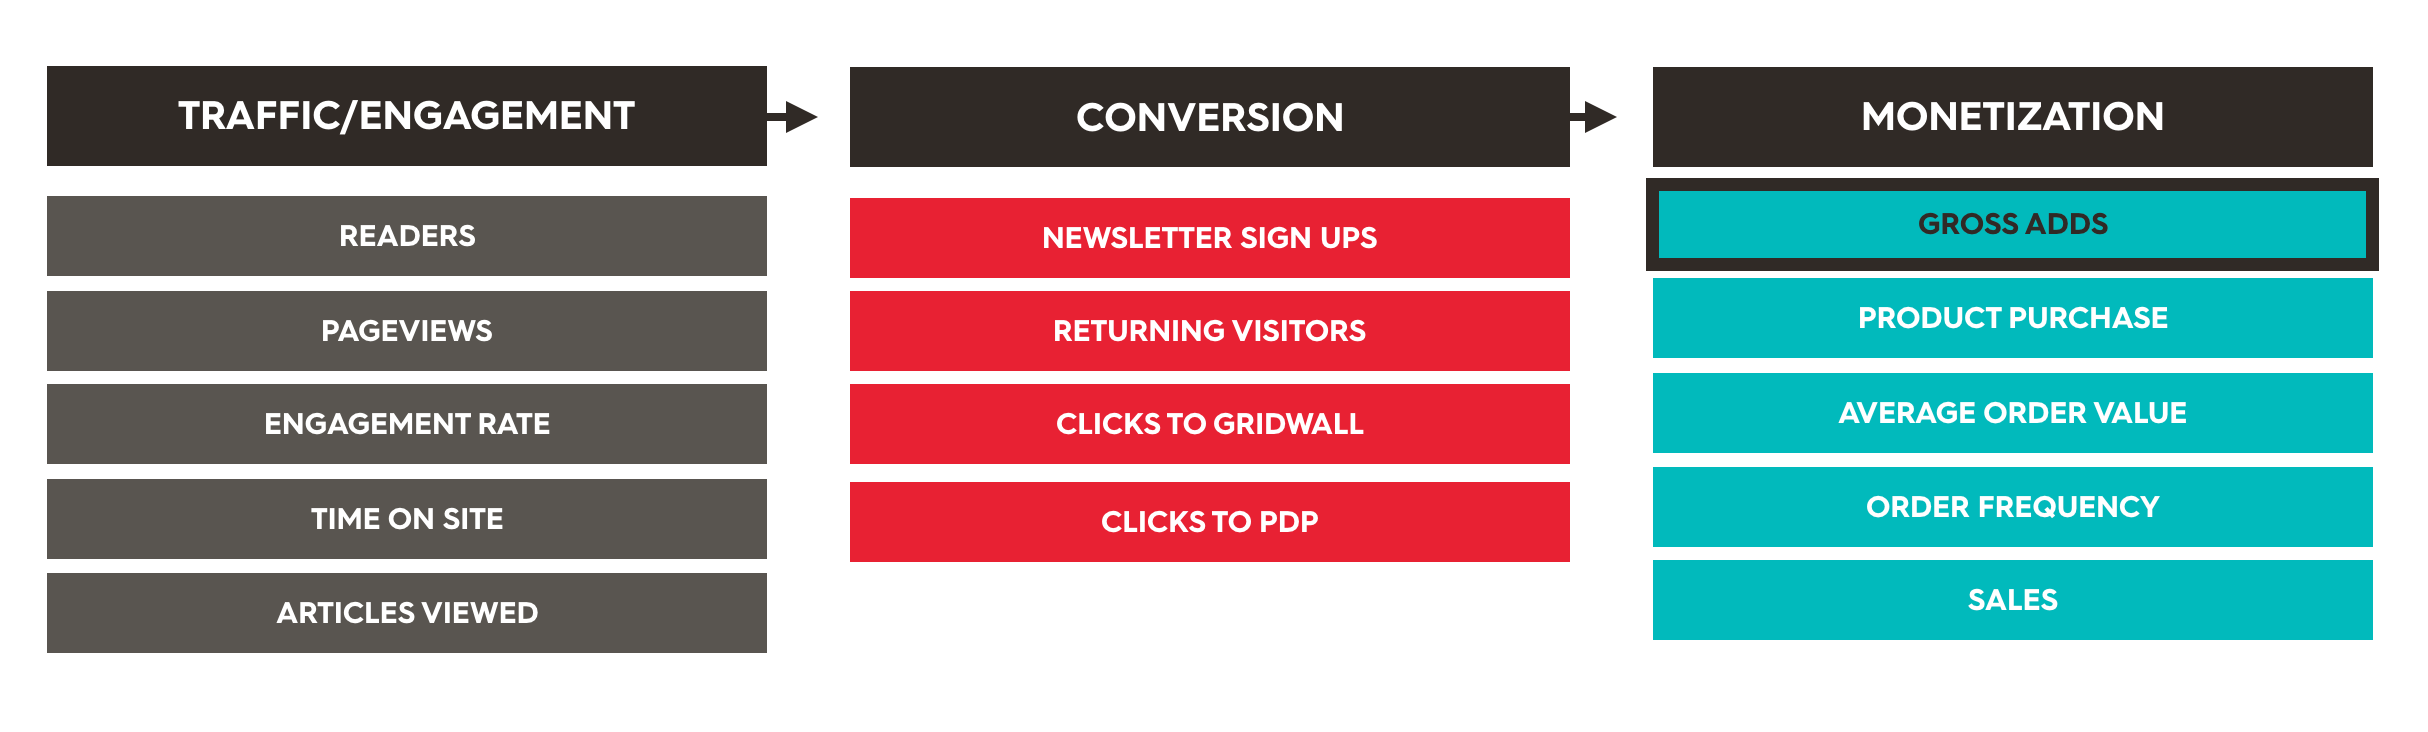 TRAFFIC/ENGAGEMENT
READERS
PAGEVIEWS
ENGAGEMENT RATE
TIME ON SITE
ARTICLES VIEWED
CONVERSION
NEWSLETTER SIGN UPS
RETURNING VISITORS
CLICKS TO GRIDWALL
CLICKS TO PDP
MONETIZATION
GROSS ADDS
PRODUCT PURCHASE
AVERAGE ORDER VALUE
ORDER FREQUENCY
SALES